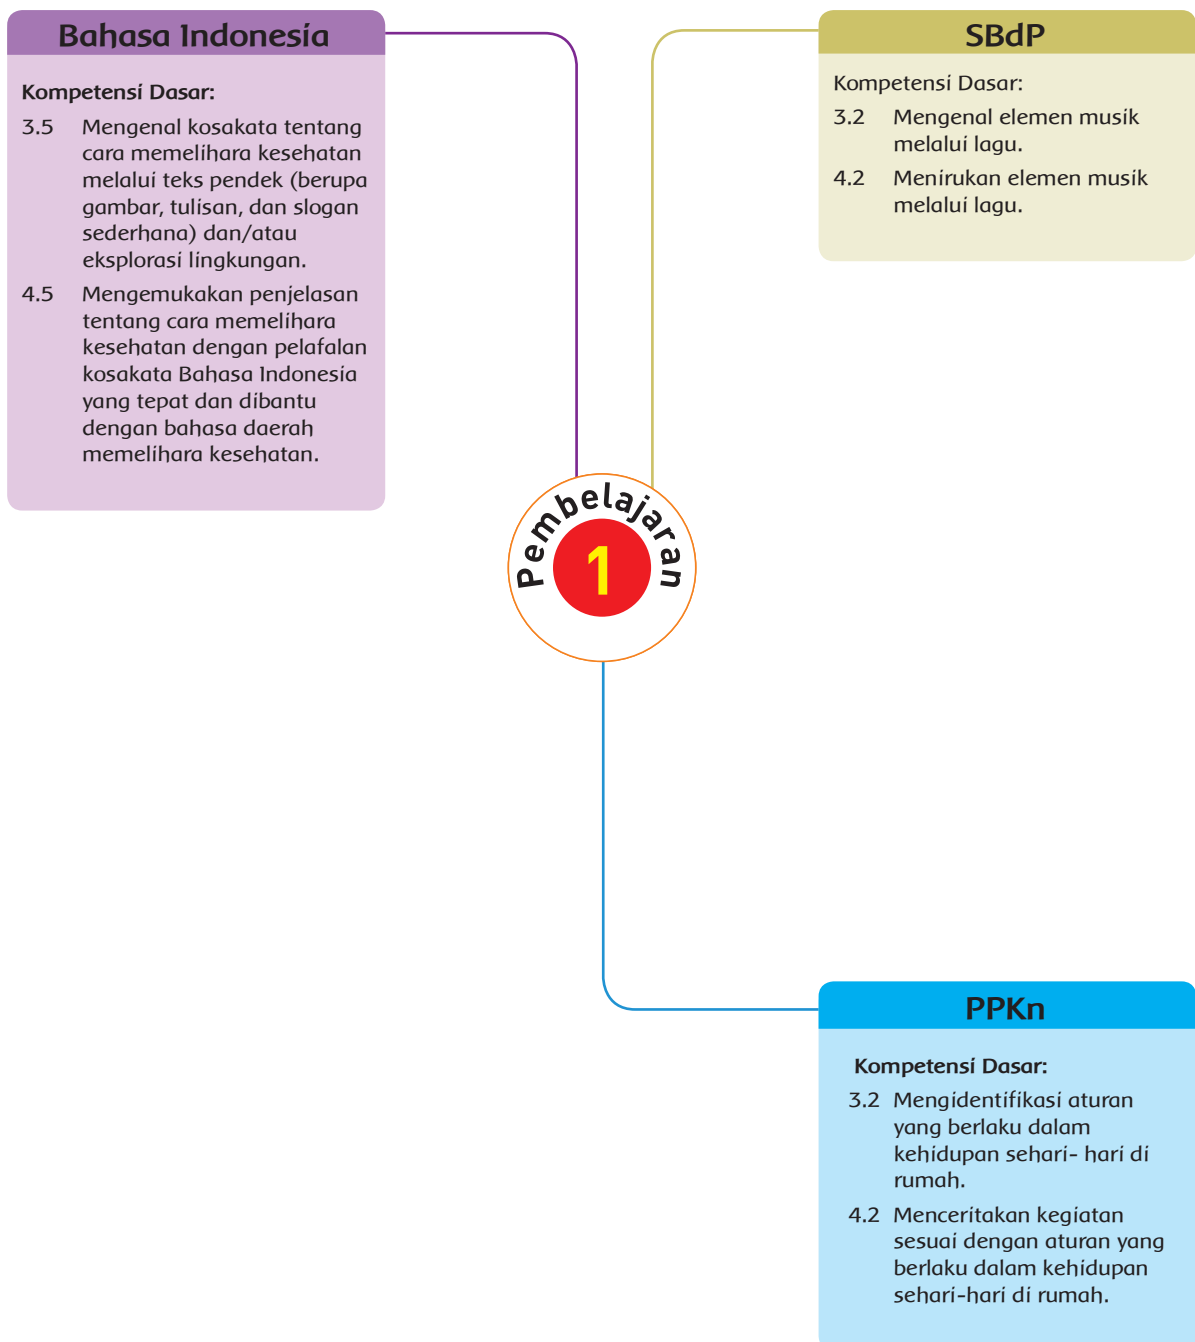 Bahasa Indonesia
Kompetensi Dasar:
3.5 Mengenal kosakata tentang
cara memelihara kesehatan
melalui teks pendek (berupa
gambar, tulisan, dan slogan
sederhana) dan/atau
eksplorasi lingkungan.
4.5 Mengemukakan penjelasan
tentang cara memelihara
kesehatan dengan pelafalan
kosakata Bahasa Indonesia
yang tepat dan dibantu
dengan bahasa daerah
memelihara kesehatan.
SBdP
Kompetensi Dasar:
3.2 Mengenal elemen musik
melalui lagu.
4.2 Menirukan elemen musik
melalui lagu.
Pembelajaran
1
PPKn
Kompetensi Dasar:
3.2 Mengidentifikasi aturan
yang berlaku dalam
kehidupan sehari- hari di
rumah.
4.2 Menceritakan kegiatan
sesuai dengan aturan yang
berlaku dalam kehidupan
sehari-hari di rumah.